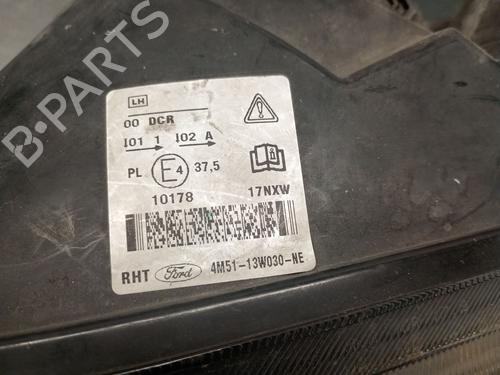 B-PARTS
LH
00 DCR
I01 1 I02 A
PL E4 37,5
10178 17NXW
RHT Ford 4M51-13W030-NE